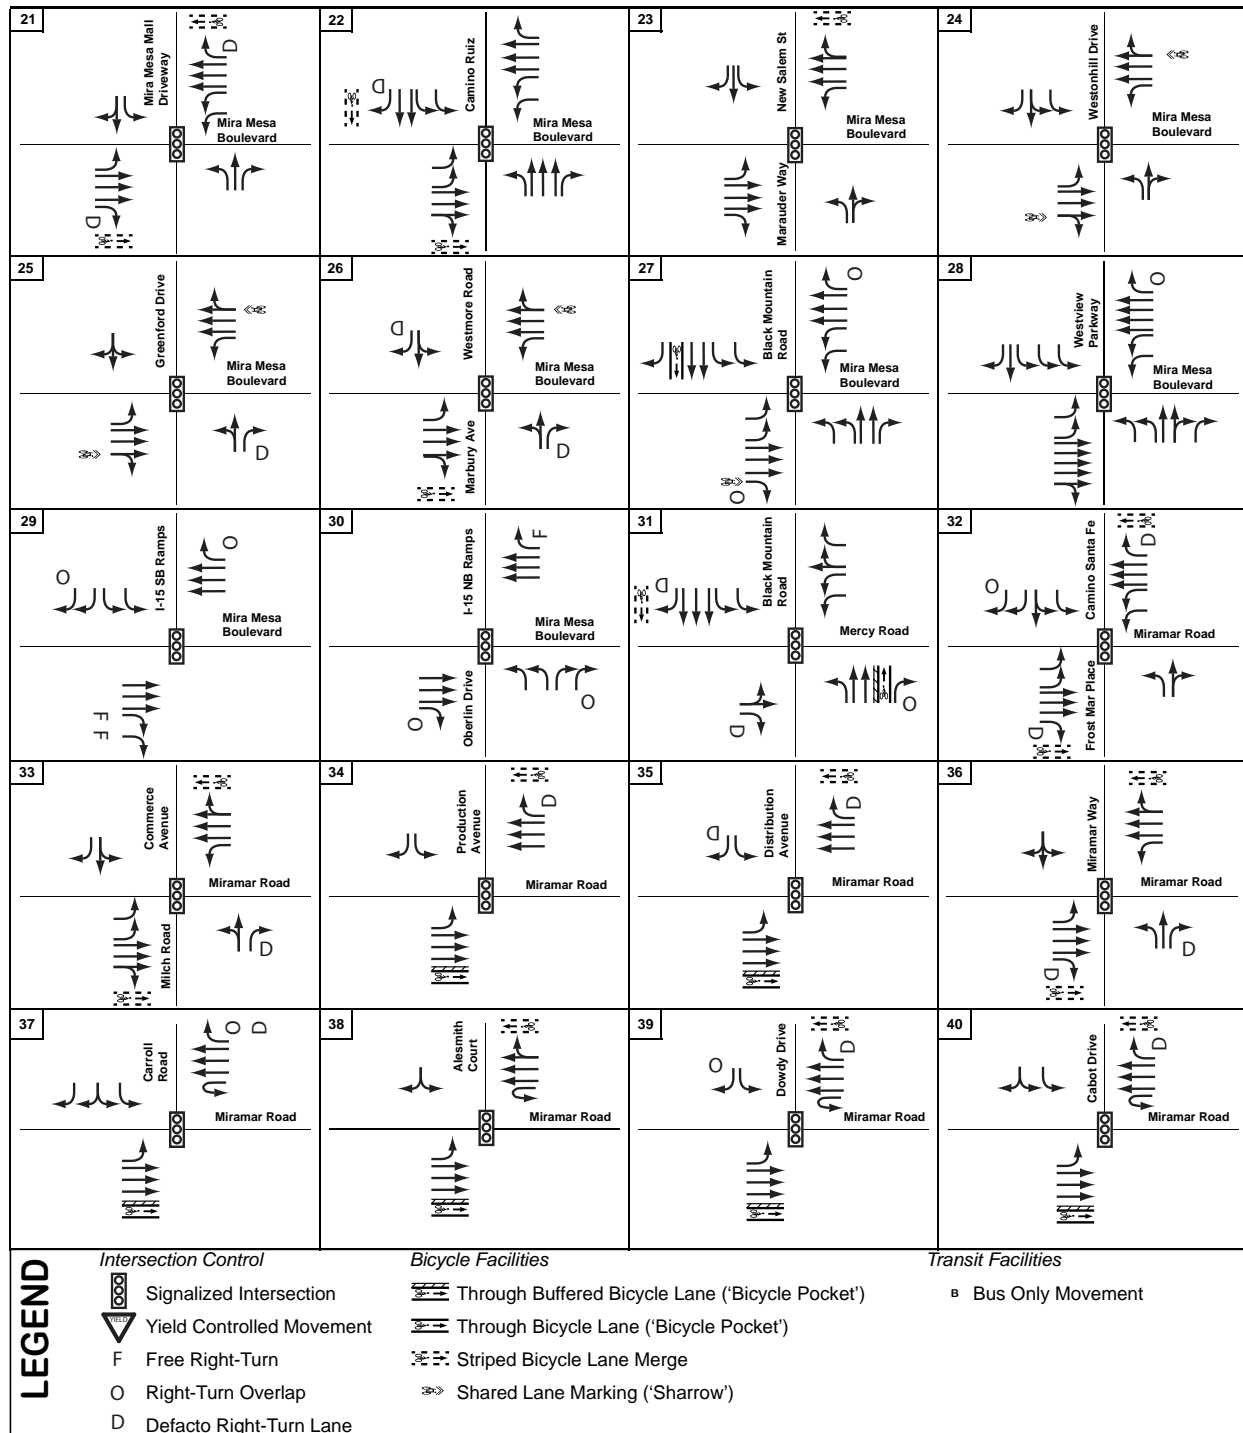 21
Mira Mesa Mall
Driveway
D
Mira Mesa
Boulevard
D
22
Camino Ruiz
D
Mira Mesa
Boulevard
23
New Salem St
Mira Mesa
Boulevard
Marauder Way
24
Westonhill Drive
Mira Mesa
Boulevard
25
Greenford Drive
Mira Mesa
Boulevard
D
26
Westmore Road
D
Mira Mesa
Boulevard
Marbury Ave
D
27
Black Mountain
Road
O
Mira Mesa
Boulevard
O
28
Westview
Parkway
O
Mira Mesa
Boulevard
29
I-15 SB Ramps
O
O
Mira Mesa
Boulevard
F
F
30
I-15 NB Ramps
F
Mira Mesa
Boulevard
Oberlin Drive
O
O
31
Black Mountain
Road
D
Mercy Road
D
O
32
Camino Santa Fe
D
O
Miramar Road
Frost Mar Place
D
33
Commerce
Avenue
Miramar Road
Milch Road
D
34
Production
Avenue
D
Miramar Road
35
Distribution
Avenue
D
D
Miramar Road
36
Miramar Way
Miramar Road
D
D
37
Carroll
Road
O D
Miramar Road
38
Alesmith
Court
Miramar Road
39
Dowdy Drive
D
O
Miramar Road
40
Cabot Drive
D
Miramar Road
LEGEND
Intersection Control
Signalized Intersection
YIELD
Yield Controlled Movement
F Free Right-Turn
O Right-Turn Overlap
D Defacto Right-Turn Lane
Bicycle Facilities
Through Buffered Bicycle Lane (‘Bicycle Pocket’)
Through Bicycle Lane (‘Bicycle Pocket’)
Striped Bicycle Lane Merge
Shared Lane Marking (‘Sharrow’)
Transit Facilities
B Bus Only Movement